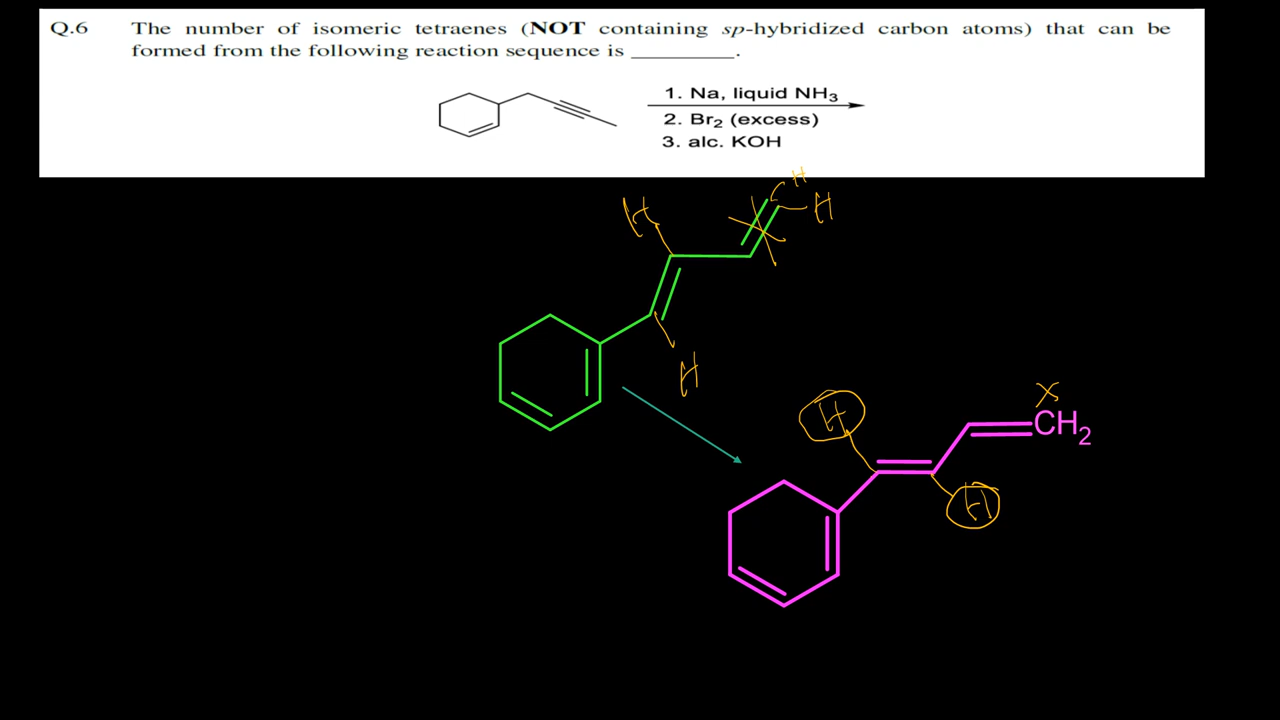 Q.6 The number of isomeric tetraenes (NOT containing sp-hybridized carbon atoms) that can be
formed from the following reaction sequence is __________.
1. Na, liquid NH3
2. Br2 (excess)
3. alc. KOH
H
H
H
H
X
H
CH2
H